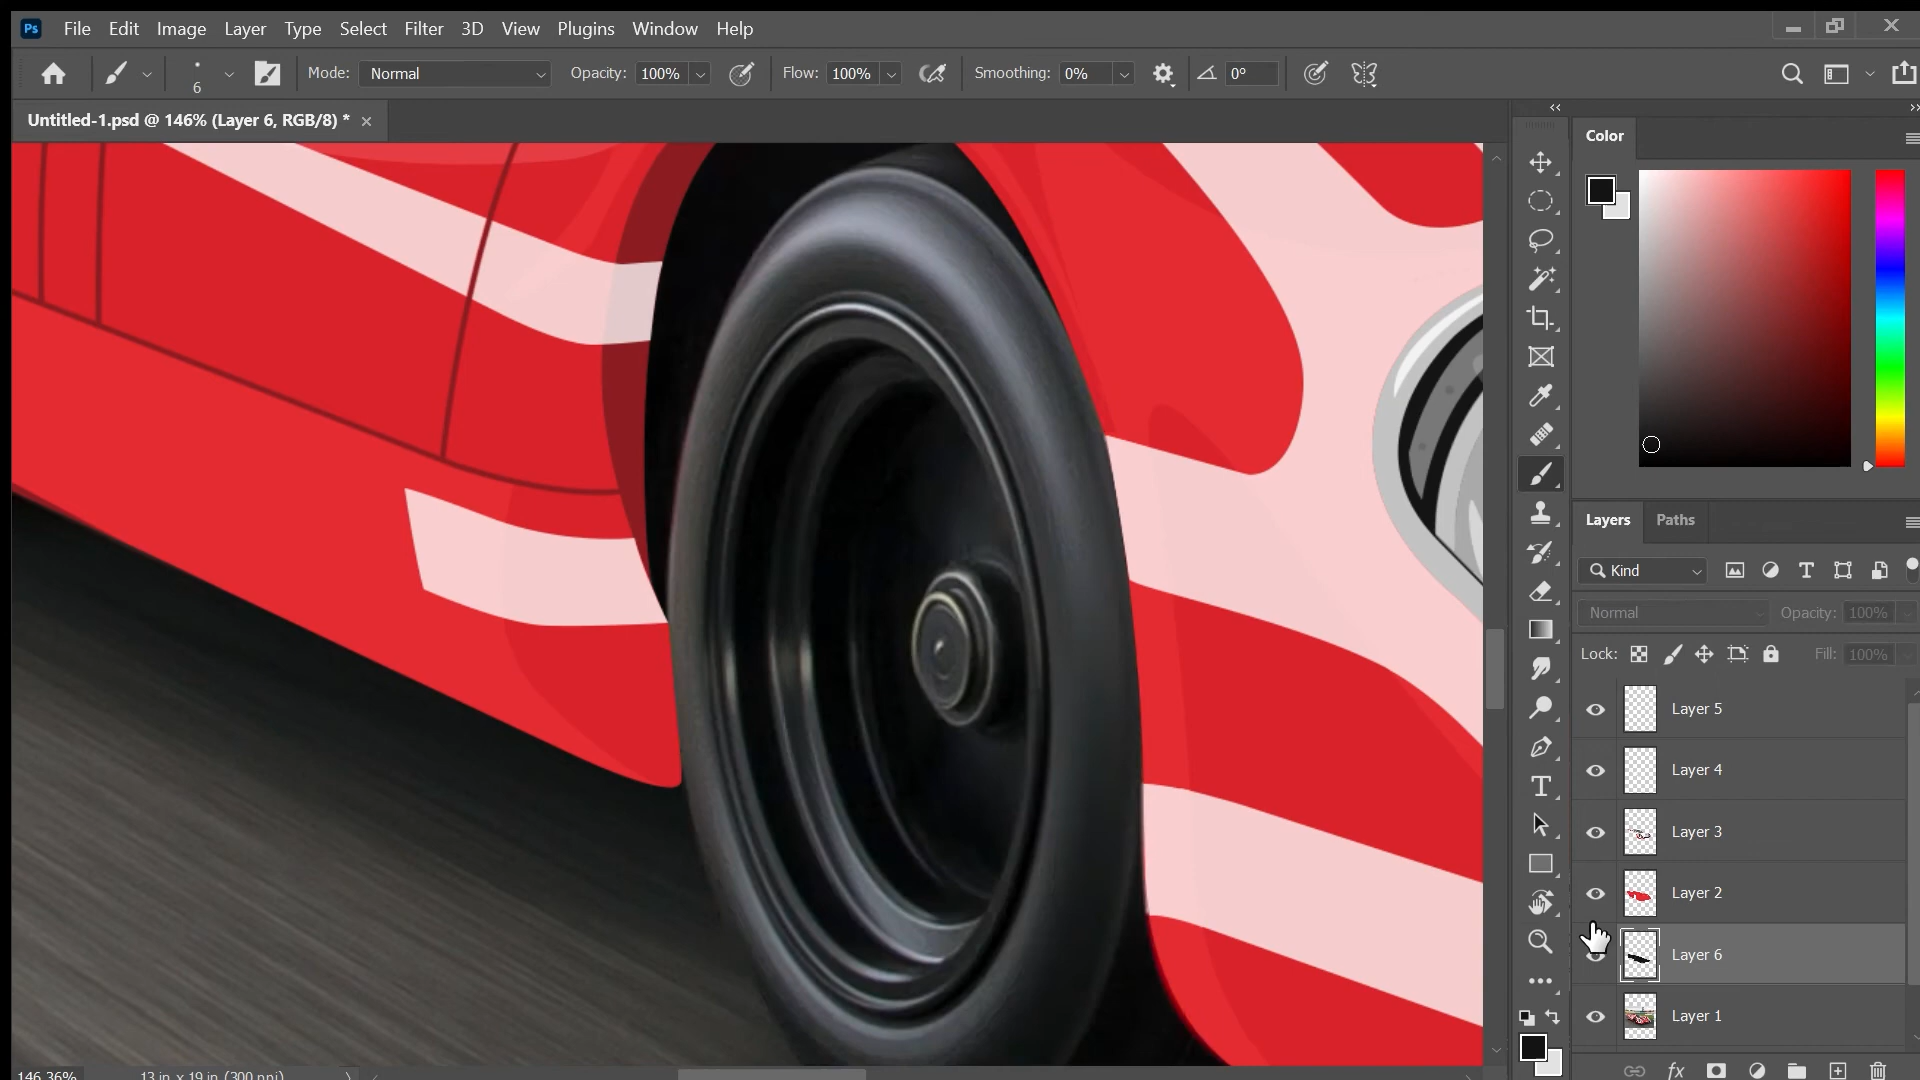 Ps File Edit Image Layer Type Select Filter 3D View Plugins Window Help
6 Mode: Normal Opacity: 100% Flow: 100% Smoothing: 0% 0°
Untitled-1.psd @ 146% (Layer 6, RGB/8) *
Color
Layers Paths
Kind
Normal Opacity: 100%
Lock: Fill: 100%
Layer 5
Layer 4
Layer 3
Layer 2
Layer 6
Layer 1
fx
146.36% 13 in x 19 in (300 ppi)